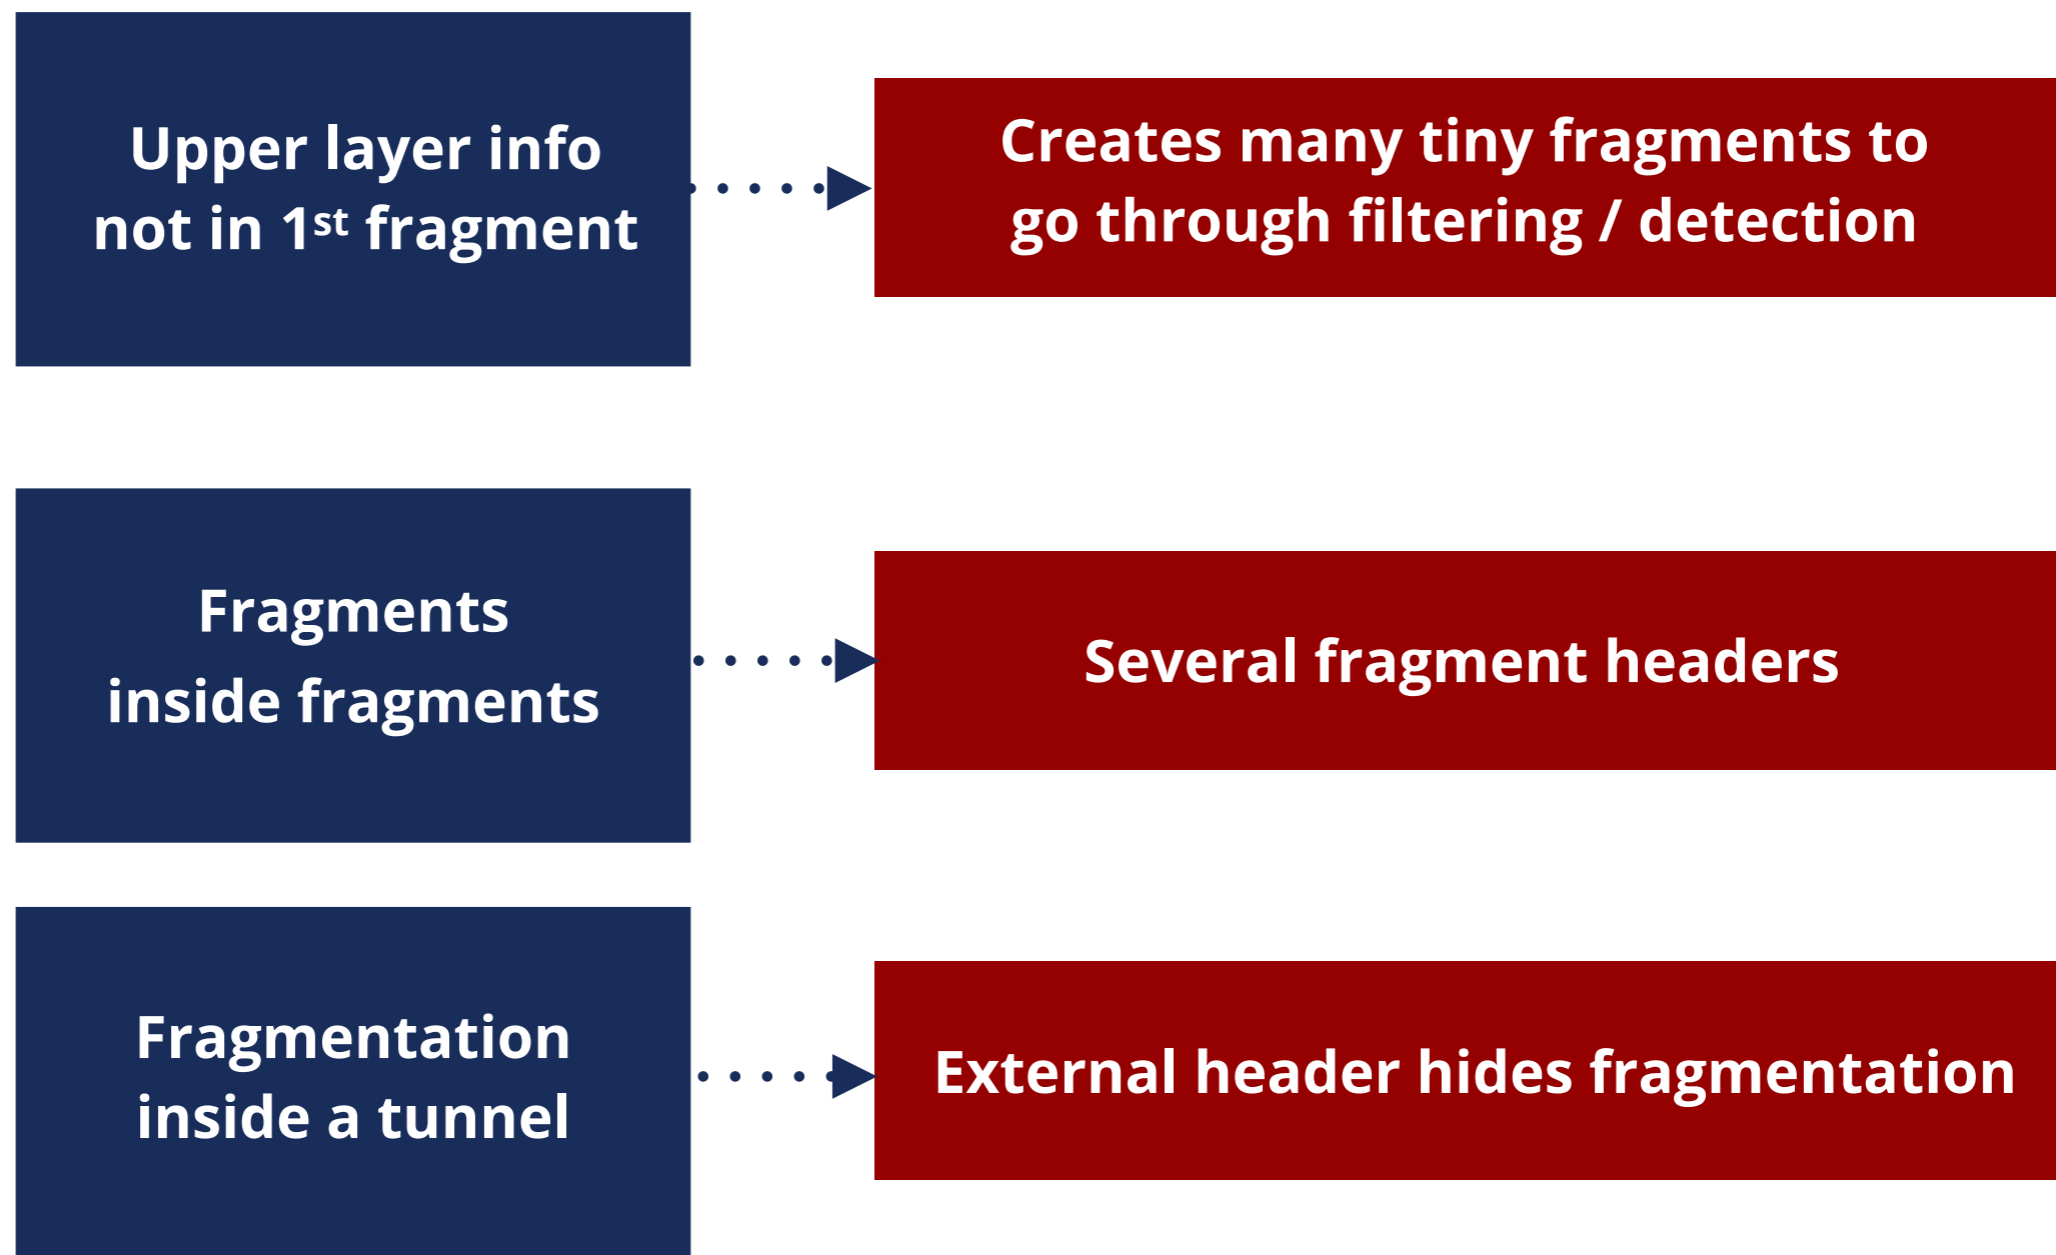 Upper layer info
not in 1st fragment
Creates many tiny fragments to
go through filtering / detection
Fragments
inside fragments
Several fragment headers
Fragmentation
inside a tunnel
External header hides fragmentation